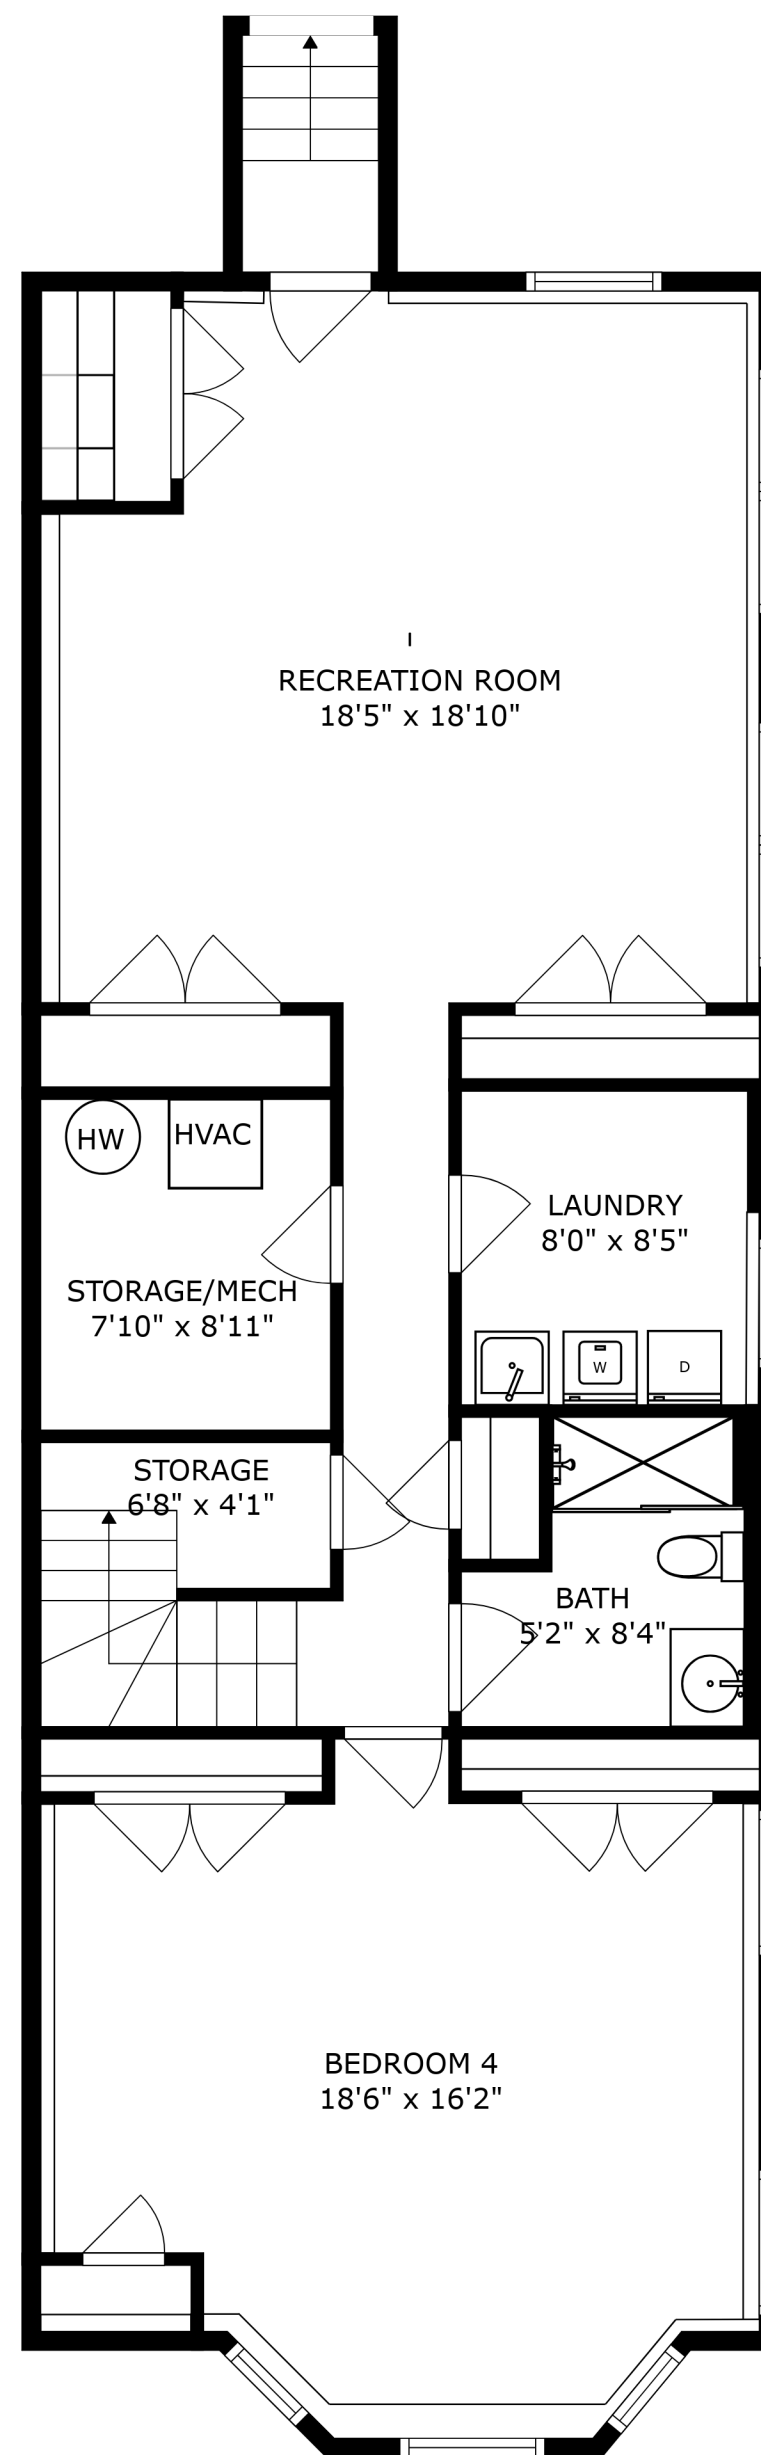 RECREATION ROOM
18'5" x 18'10"
HW
HVAC
LAUNDRY
8'0" x 8'5"
STORAGE/MECH
7'10" x 8'11"
W
D
STORAGE
6'8" x 4'1"
BATH
5'2" x 8'4"
BEDROOM 4
18'6" x 16'2"